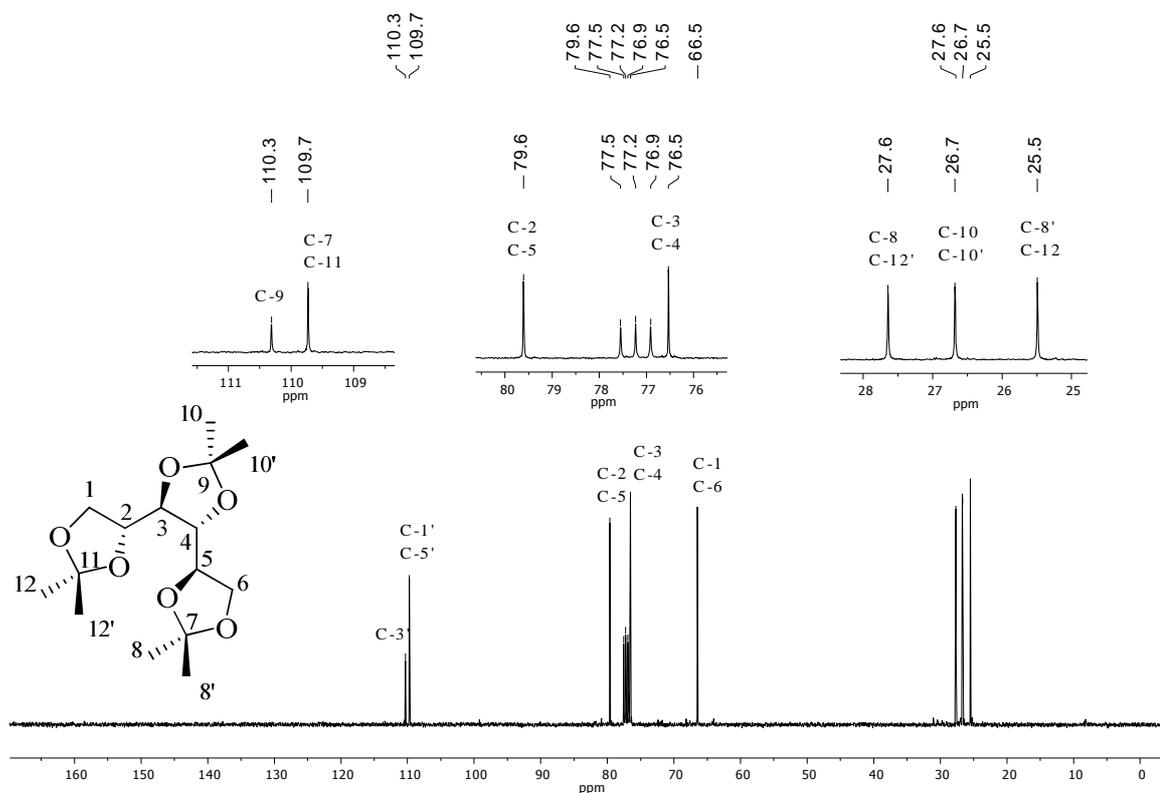 110.3
109.7
79.6
77.5
77.2
76.9
76.5
66.5
27.6
26.7
25.5
110.3
109.7
79.6
77.5
77.2
76.9
76.5
27.6
26.7
25.5
C-9
C-7
C-11
C-2
C-5
C-3
C-4
C-8
C-12'
C-10
C-10'
C-8'
C-12
111 110 109
ppm
80 79 78 77 76
ppm
28 27 26 25
ppm
10
10'
O
9
O
1
2
3
4
O
11
O
12
12'
5
6
O
7
O
8
8'
C-3'
C-1'
C-5'
C-2
C-5
C-3
C-4
C-1
C-6
160 150 140 130 120 110 100 90 80 70 60 50 40 30 20 10 0
ppm